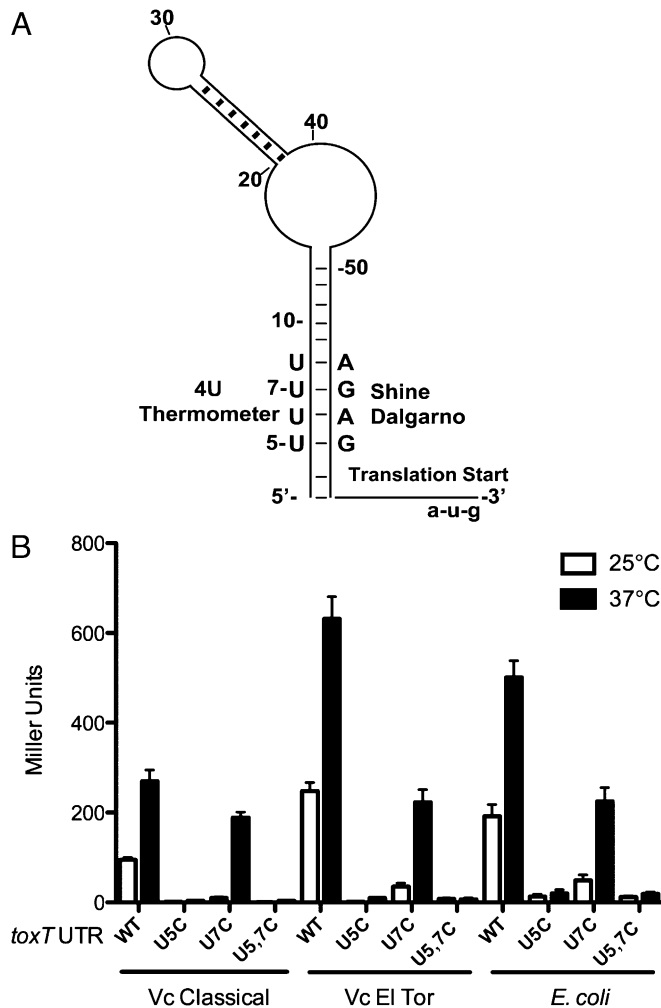 A
30
40
20
-50
10-
U A
4U 7-U G Shine
Thermometer U A Dalgarno
5-U G
Translation Start
5'- -3'
a-u-g
B
800
600
400
200
0
Miller Units
25°C
37°C
toxT UTR WT U5C U7C U5,7C WT U5C U7C U5,7C WT U5C U7C U5,7C
Vc Classical Vc El Tor E. coli